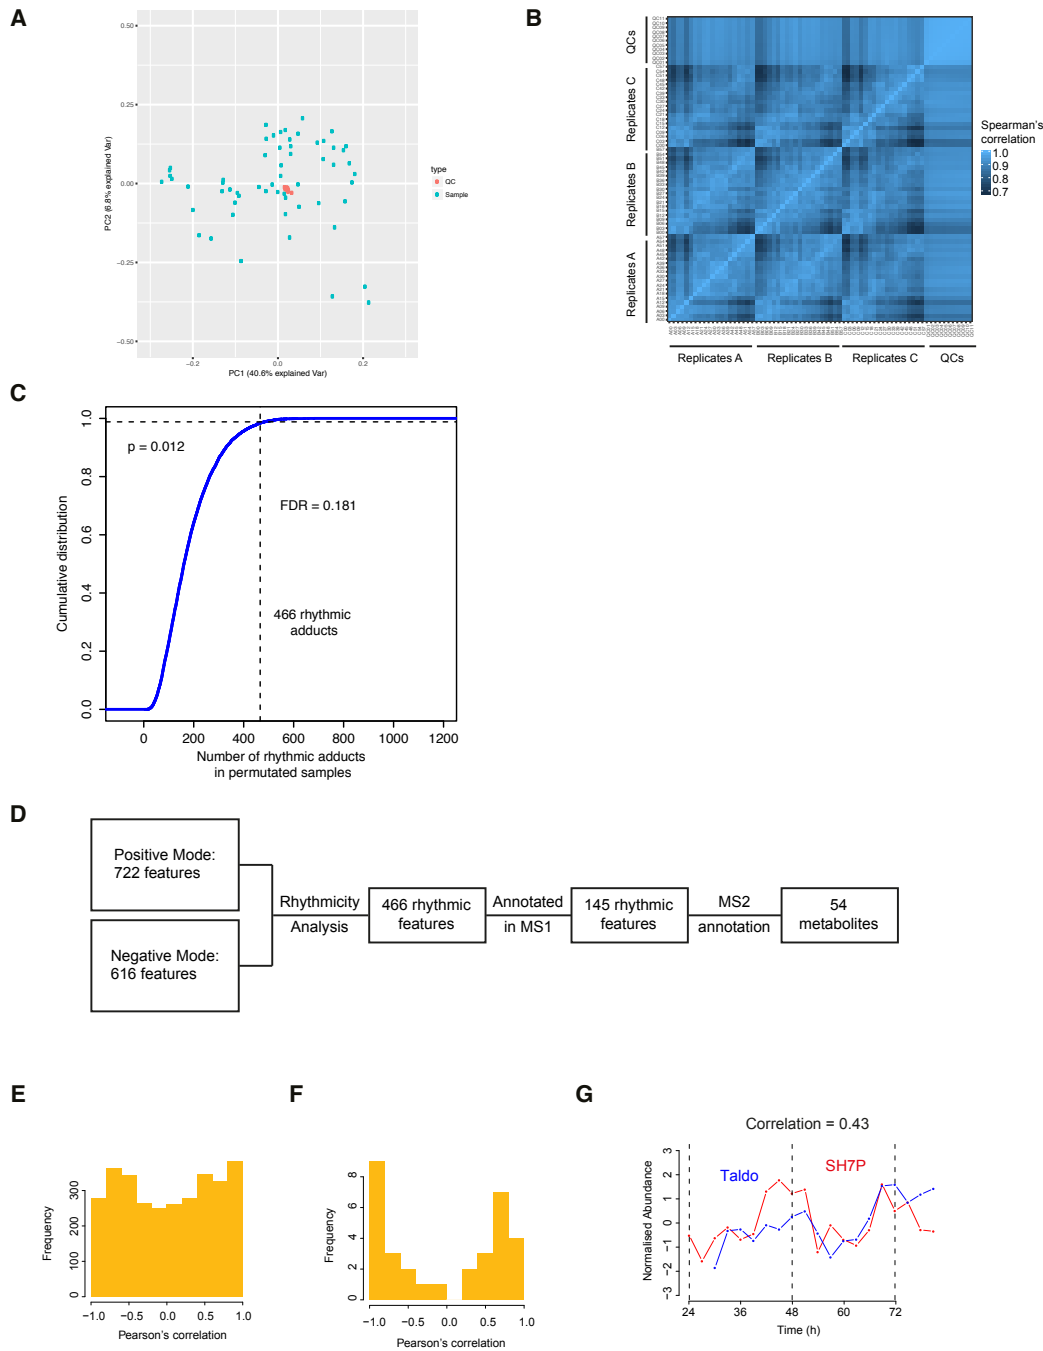 A
0.50
0.25
0.00
−0.25
−0.50
PC2 (6.8% explained Var)
−0.2
0.0
0.2
PC1 (40.6% explained Var)
type
QC
Sample
B
QCs
Replicates C
Replicates B
Replicates A
Replicates A
Replicates B
Replicates C
QCs
Spearman's
correlation
1.0
0.9
0.8
0.7
C
Cumulative distribution
1.0
0.8
0.6
0.4
0.2
0.0
p = 0.012
FDR = 0.181
466 rhythmic
adducts
0
200
400
600
800
1000
1200
Number of rhythmic adducts
in permutated samples
D
Positive Mode:
722 features
Negative Mode:
616 features
Rhythmicity
Analysis
466 rhythmic
features
Annotated
in MS1
145 rhythmic
features
MS2
annotation
54
metabolites
E
Frequency
300
200
100
0
−1.0
−0.5
0.0
0.5
1.0
Pearson's correlation
F
Frequency
8
6
4
2
0
−1.0
−0.5
0.0
0.5
1.0
Pearson's correlation
G
Correlation = 0.43
Normalised Abundance
3
2
1
0
−1
−2
−3
Taldo
SH7P
24
36
48
60
72
Time (h)